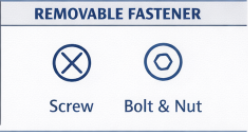 REMOVABLE FASTENER
Screw
Bolt & Nut